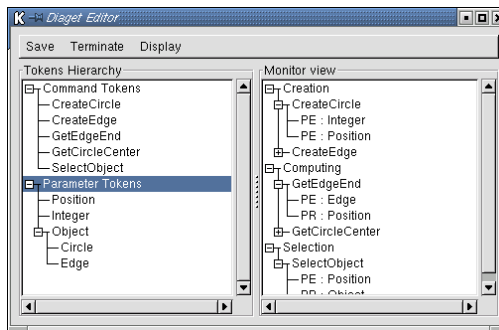 Diaget Editor
Save Terminate Display
Tokens Hierarchy
Command Tokens
CreateCircle
CreateEdge
GetEdgeEnd
GetCircleCenter
SelectObject
Parameter Tokens
Position
Integer
Object
Circle
Edge
Monitor view
Creation
CreateCircle
PE : Integer
PE : Position
CreateEdge
Computing
GetEdgeEnd
PE : Edge
PR : Position
GetCircleCenter
Selection
SelectObject
PE : Position
PR : Object